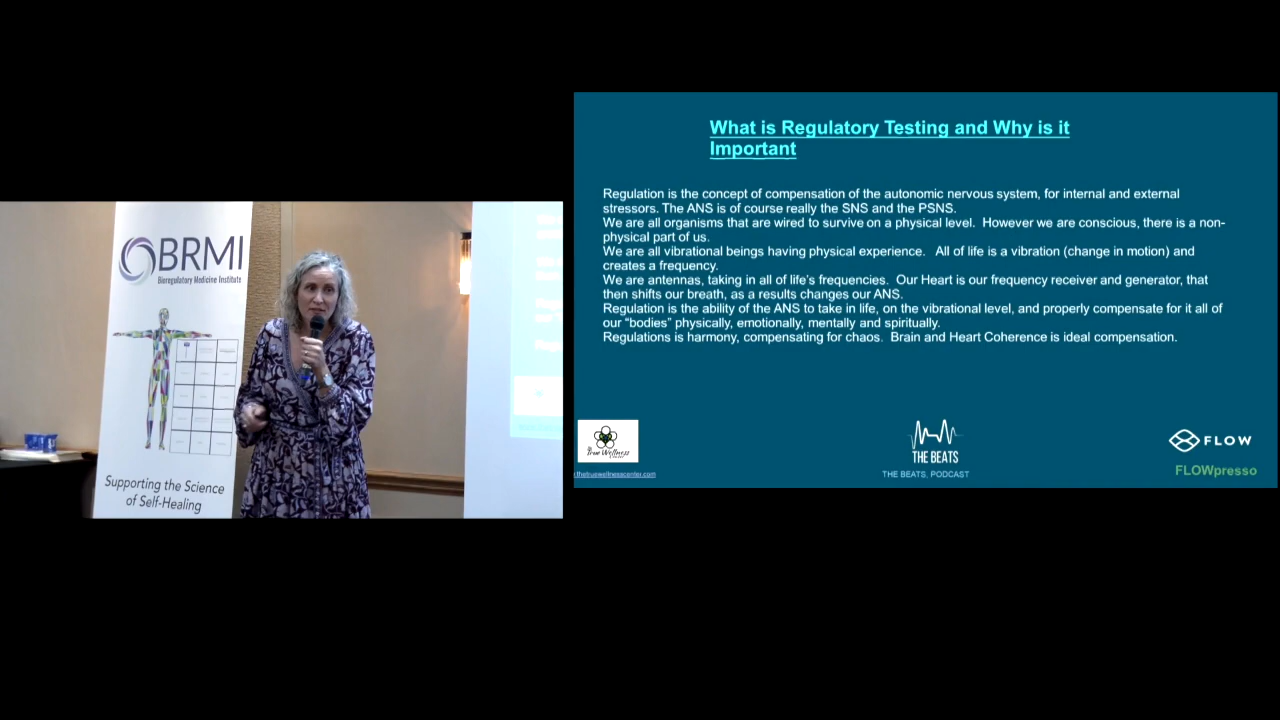 BRMI
Bioregulatory Medicine Institute
Supporting the Science
of Self-Healing
What is Regulatory Testing and Why is it
Important
Regulation is the concept of compensation of the autonomic nervous system, for internal and external
stressors. The ANS is of course really the SNS and the PSNS.
We are all organisms that are wired to survive on a physical level.  However we are conscious, there is a non-
physical part of us.
We are all vibrational beings having physical experience.   All of life is a vibration (change in motion) and
creates a frequency.
We are antennas, taking in all of life's frequencies.  Our Heart is our frequency receiver and generator, that
then shifts our breath, as a results changes our ANS.
Regulation is the ability of the ANS to take in life, on the vibrational level, and properly compensate for it all of
our “bodies” physically, emotionally, mentally and spiritually.
Regulations is harmony, compensating for chaos.  Brain and Heart Coherence is ideal compensation.
True Wellness
thetruewellnesscenter.com
THE BEATS
THE BEATS, PODCAST
FLOW
FLOWpresso